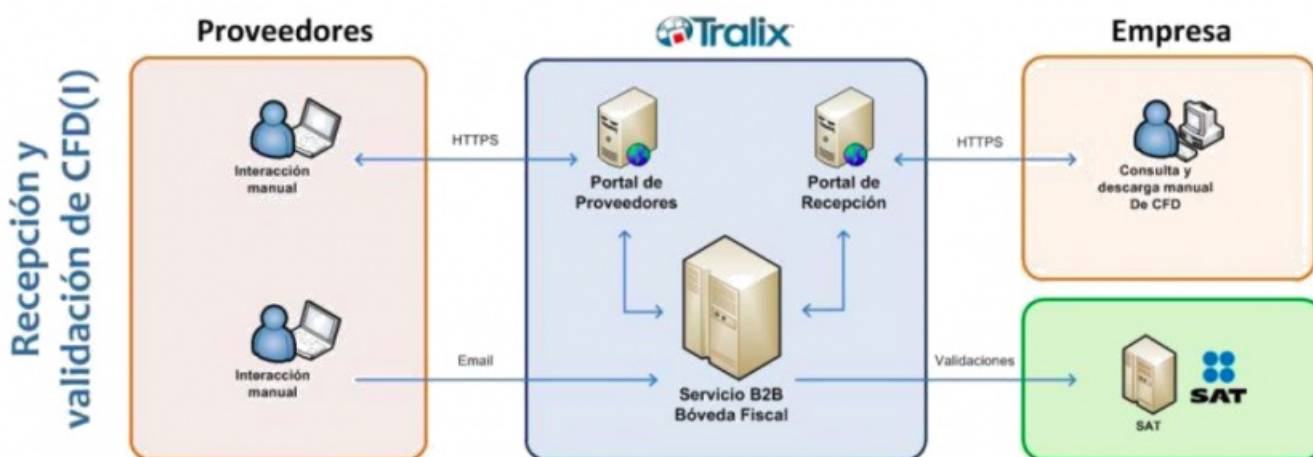 Proveedores
Tralix
Empresa
Recepción y
validación de CFD(I)
Interacción
manual
HTTPS
Portal de
Proveedores
Portal de
Recepción
HTTPS
Consulta y
descarga manual
De CFD
Interacción
manual
Email
Servicio B2B
Bóveda Fiscal
Validaciones
SAT
SAT